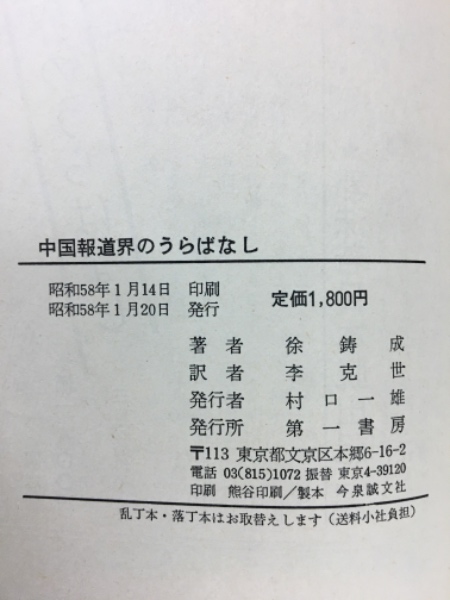 中国報道界のうらばなし
昭和58年1月14日 印刷
昭和58年1月20日 発行
定価1,800円
著者 徐鋳成
訳者 李克世
発行者 村口一雄
発行所 第一書房
〒113 東京都文京区本郷6-16-2
電話 03(815)1072 振替 東京4-39120
印刷 熊谷印刷/製本 今泉誠文社
乱丁本・落丁本はお取替えします(送料小社負担)